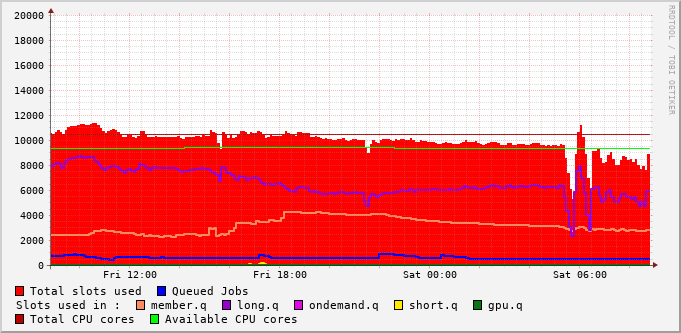 RRDTOOL / TOBI OETIKER
20000
18000
16000
14000
12000
10000
8000
6000
4000
2000
0
Fri 12:00 Fri 18:00 Sat 00:00 Sat 06:00
Total slots used Queued Jobs
Slots used in : member.q long.q ondemand.q short.q gpu.q
Total CPU cores Available CPU cores